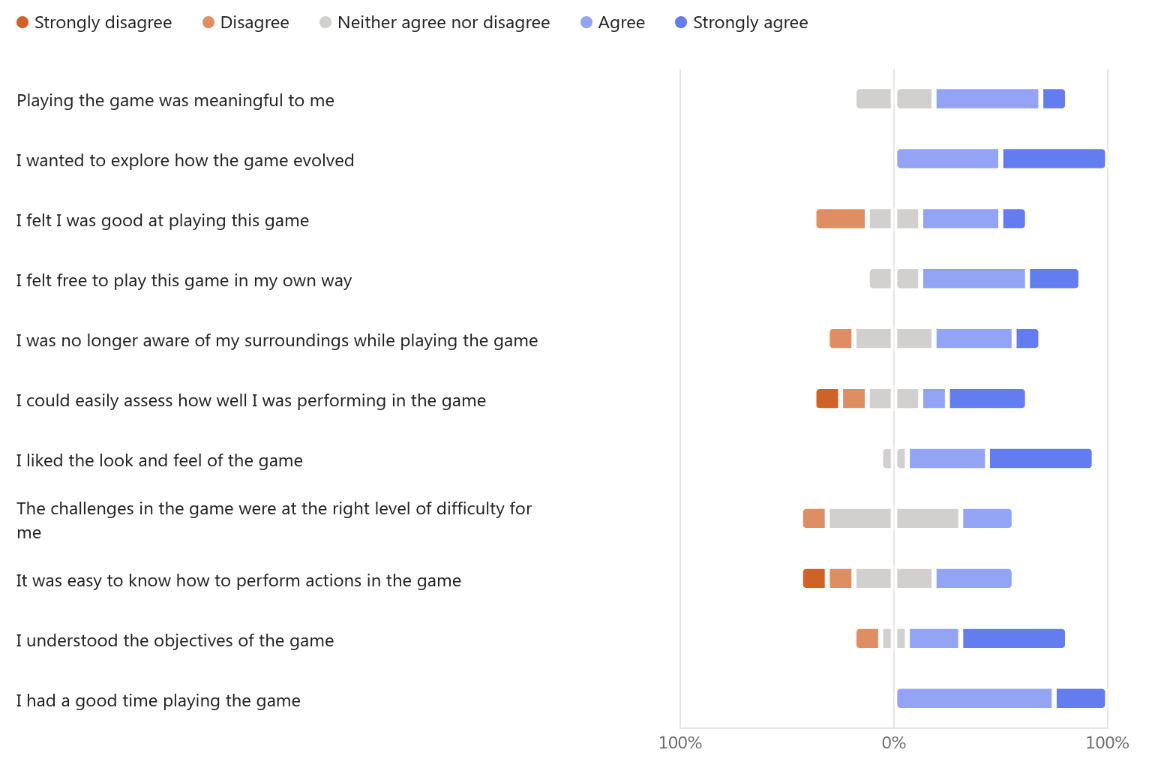 Strongly disagree Disagree Neither agree nor disagree Agree Strongly agree
Playing the game was meaningful to me
I wanted to explore how the game evolved
I felt I was good at playing this game
I felt free to play this game in my own way
I was no longer aware of my surroundings while playing the game
I could easily assess how well I was performing in the game
I liked the look and feel of the game
The challenges in the game were at the right level of difficulty for
me
It was easy to know how to perform actions in the game
I understood the objectives of the game
I had a good time playing the game
100% 0% 100%